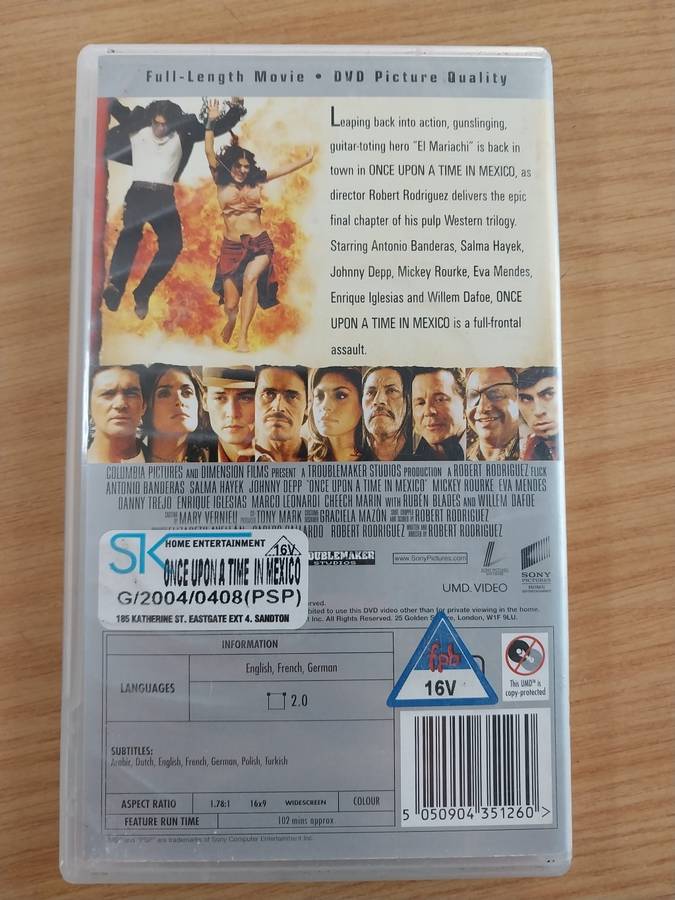 Full-Length Movie • DVD Picture Quality
Leaping back into action, gunslinging,
guitar-toting hero "El Mariachi" is back in
town in ONCE UPON A TIME IN MEXICO, as
director Robert Rodriguez delivers the epic
final chapter of his pulp Western trilogy.
Starring Antonio Banderas, Salma Hayek,
Johnny Depp, Mickey Rourke, Eva Mendes,
Enrique Iglesias and Willem Dafoe, ONCE
UPON A TIME IN MEXICO is a full-frontal
assault.
COLUMBIA PICTURES AND DIMENSION FILMS PRESENT A TROUBLEMAKER STUDIOS PRODUCTION A ROBERT RODRIGUEZ FLICK
ANTONIO BANDERAS SALMA HAYEK JOHNNY DEPP "ONCE UPON A TIME IN MEXICO" MICKEY ROURKE EVA MENDES
DANNY TREJO ENRIQUE IGLESIAS MARCO LEONARDI CHEECH MARIN WITH RUBÉN BLADES AND WILLEM DAFOE
MARY VERNIEU TONY MARK GRACIELA MAZÓN ROBERT RODRIGUEZ
ROBERT RODRIGUEZ ROBERT RODRIGUEZ
SK HOME ENTERTAINMENT 16V
ONCE UPON A TIME IN MEXICO
G/2004/0408(PSP)
185 KATHERINE ST. EASTGATE EXT 4. SANDTON
STUDIOS
www.SonyPictures.com
SONY
PICTURES
UMD. VIDEO
to use this DVD video other than for private viewing in the home.
Inc. All Rights Reserved. 25 Golden London, W1F 9LU.
INFORMATION
LANGUAGES
English, French, German
2.0
SUBTITLES:
Arabic, Dutch, English, French, German, Polish, Turkish
ASPECT RATIO 1.78:1 16x9 WIDESCREEN COLOUR
FEATURE RUN TIME 102 mins approx
fpb
16V
This UMD™ is
copy-protected
5 050904 351260 >
and "PSP" are trademarks of Sony Computer Entertainment Inc.